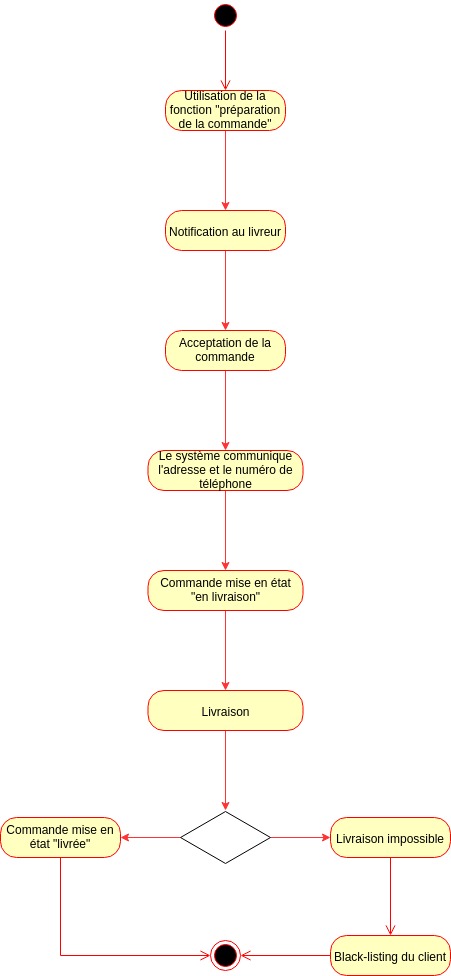 Utilisation de la
fonction "préparation
de la commande"
Notification au livreur
Acceptation de la
commande
Le système communique
l'adresse et le numéro de
téléphone
Commande mise en état
"en livraison"
Livraison
Commande mise en
état "livrée"
Livraison impossible
Black-listing du client